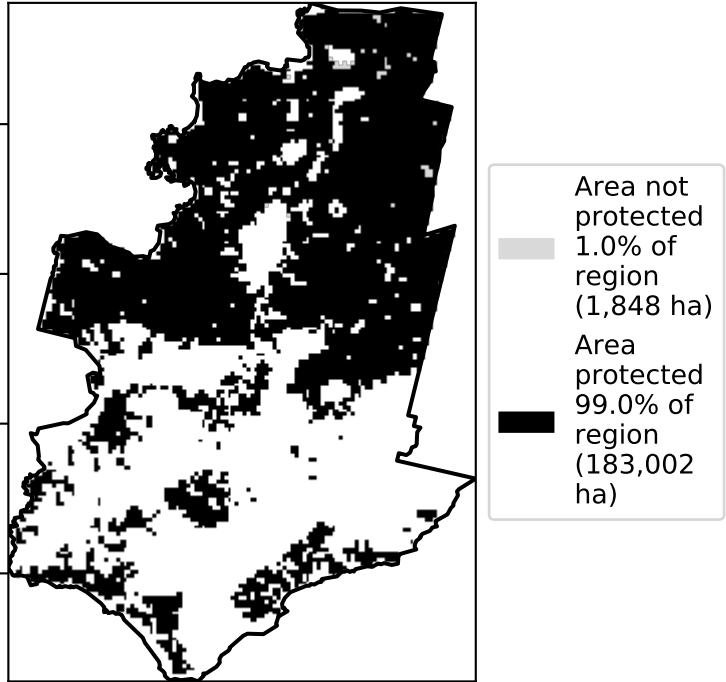 Area not
protected
1.0% of
region
(1,848 ha)
Area
protected
99.0% of
region
(183,002
ha)